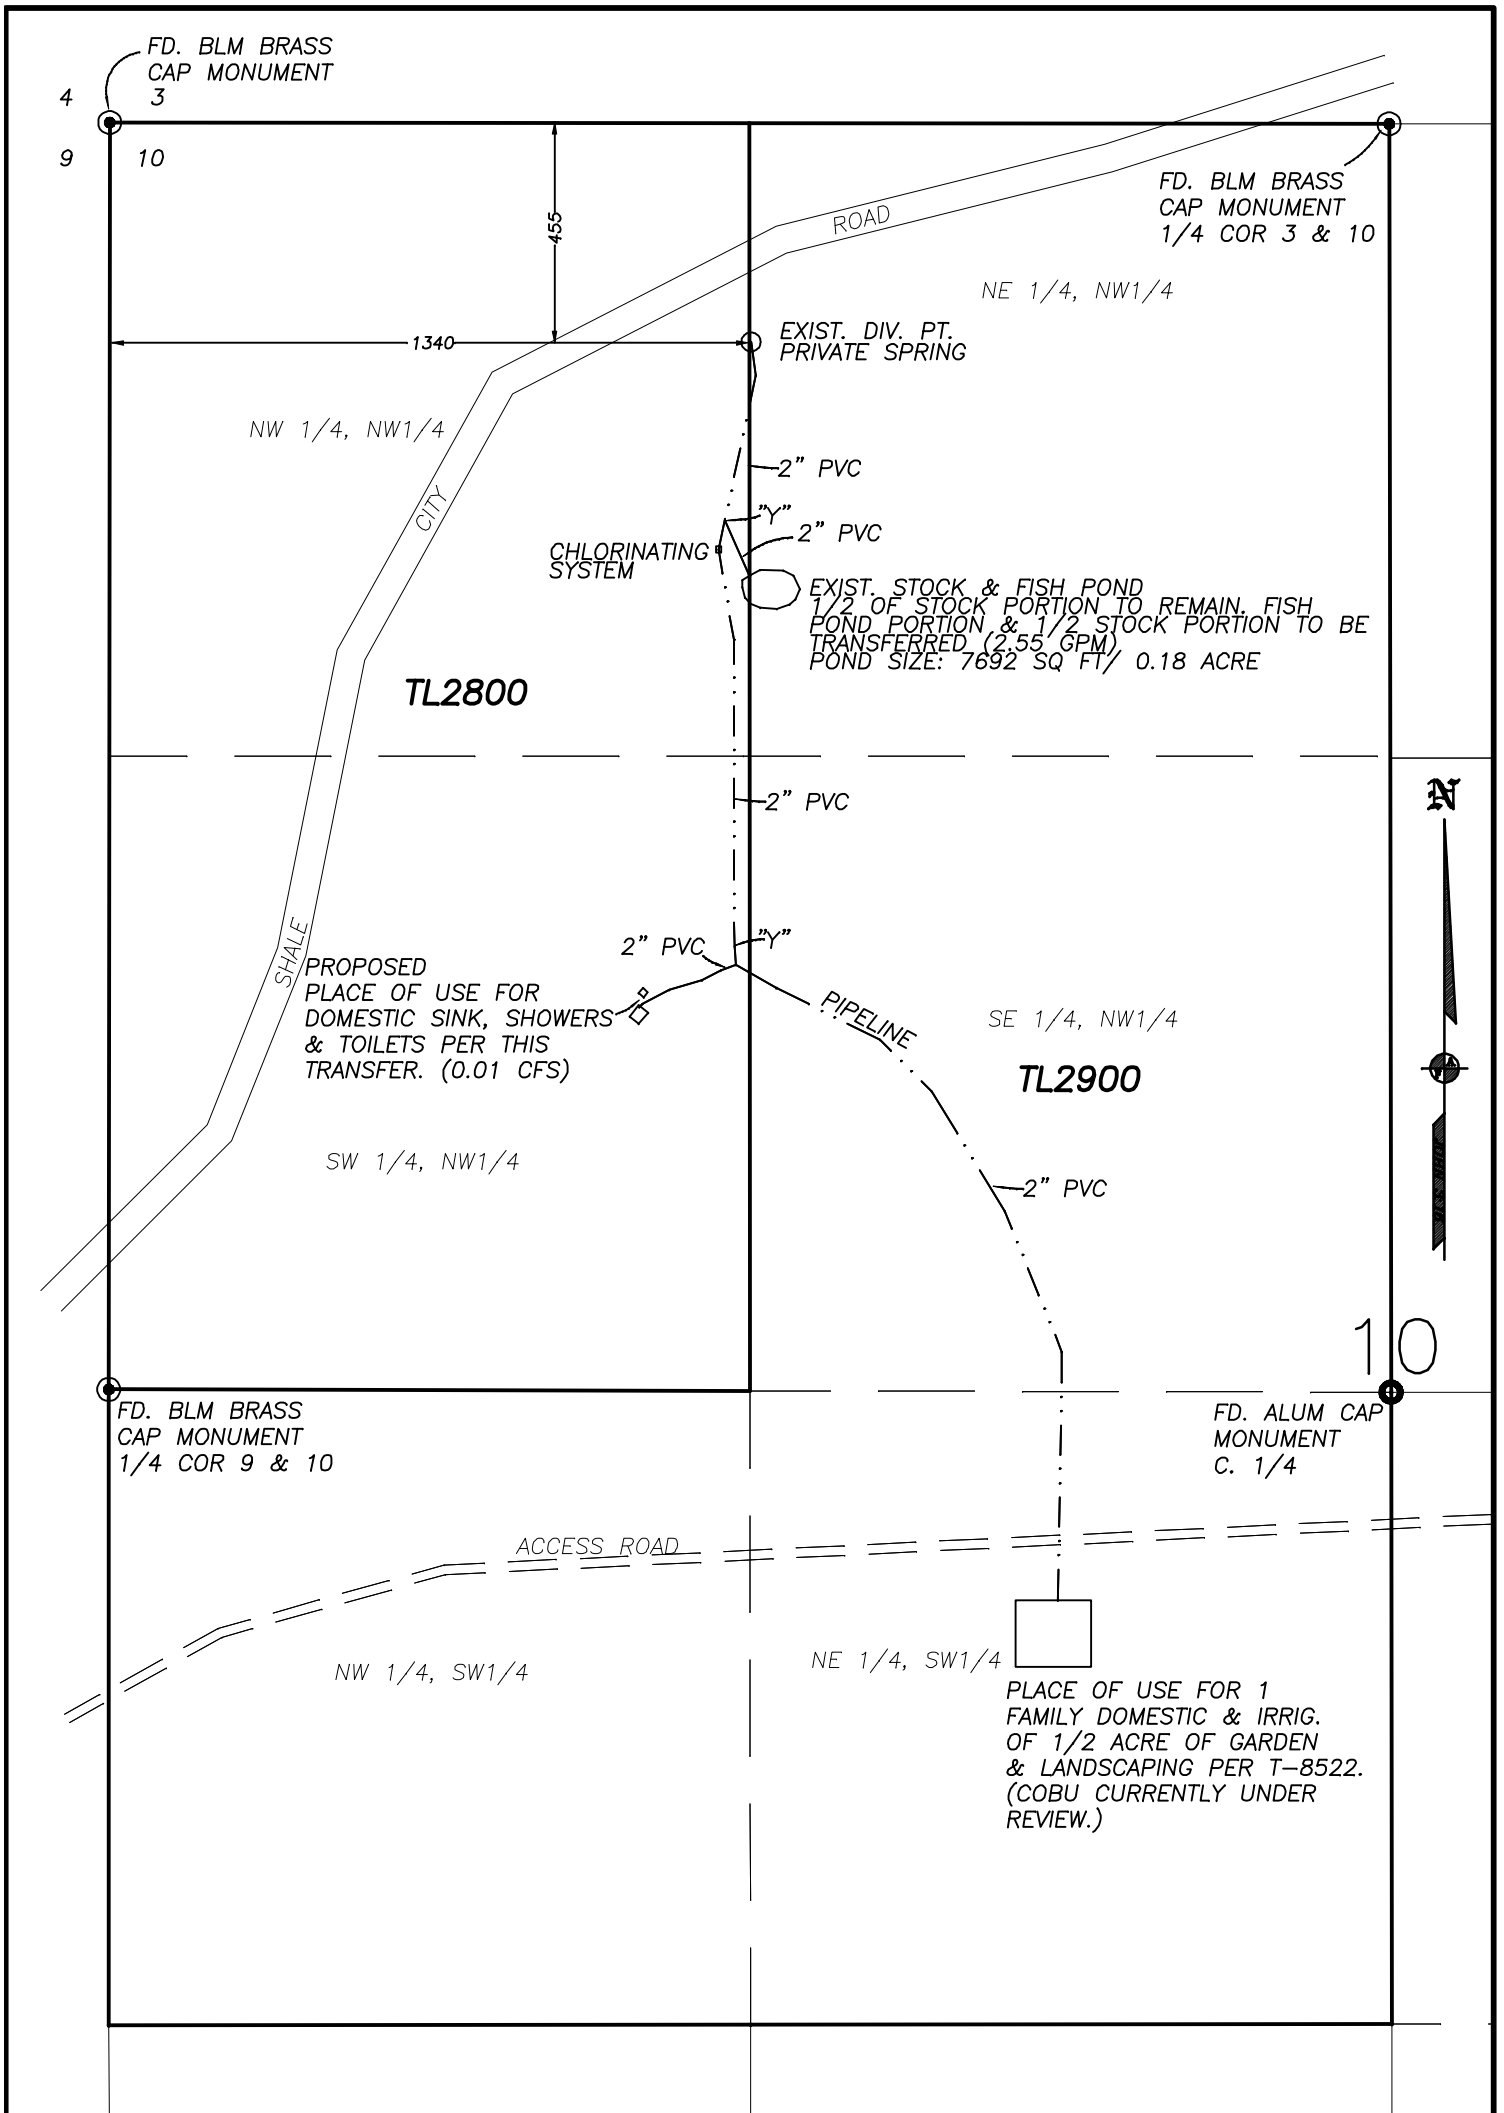 FD. BLM BRASS
CAP MONUMENT
4
3
9
10
FD. BLM BRASS
CAP MONUMENT
1/4 COR 3 & 10
455
ROAD
NE 1/4, NW1/4
1340
EXIST. DIV. PT.
PRIVATE SPRING
NW 1/4, NW1/4
2" PVC
CITY
"Y"
2" PVC
CHLORINATING
SYSTEM
EXIST. STOCK & FISH POND
1/2 OF STOCK PORTION TO REMAIN. FISH
POND PORTION & 1/2 STOCK PORTION TO BE
TRANSFERRED (2.55 GPM)
POND SIZE: 7692 SQ FT/ 0.18 ACRE
TL2800
N
2" PVC
2" PVC
"Y"
SHALE
PROPOSED
PLACE OF USE FOR
DOMESTIC SINK, SHOWERS
& TOILETS PER THIS
TRANSFER. (0.01 CFS)
PIPELINE
SE 1/4, NW1/4
TL2900
SW 1/4, NW1/4
2" PVC
10
FD. BLM BRASS
CAP MONUMENT
1/4 COR 9 & 10
FD. ALUM CAP
MONUMENT
C. 1/4
ACCESS ROAD
NW 1/4, SW1/4
NE 1/4, SW1/4
PLACE OF USE FOR 1
FAMILY DOMESTIC & IRRIG.
OF 1/2 ACRE OF GARDEN
& LANDSCAPING PER T-8522.
(COBU CURRENTLY UNDER
REVIEW.)